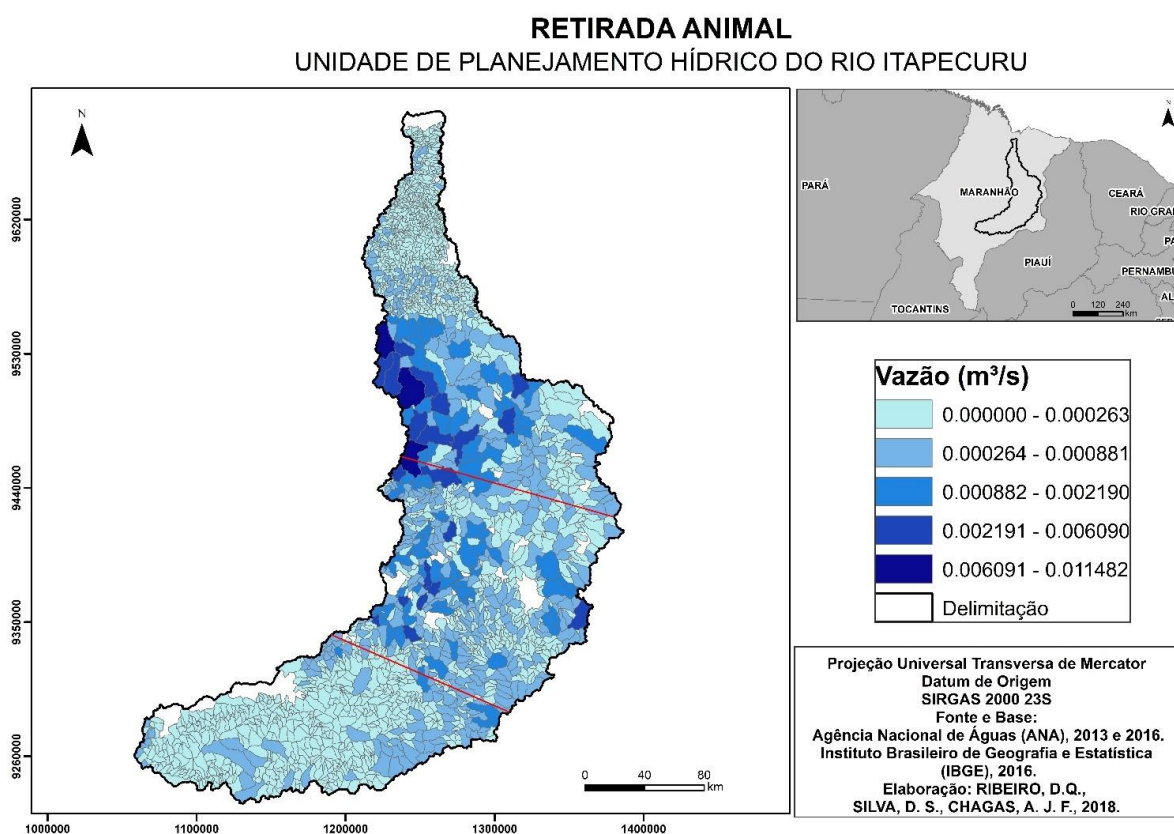 RETIRADA ANIMAL
UNIDADE DE PLANEJAMENTO HÍDRICO DO RIO ITAPECURU
N
9620000
9530000
9440000
9350000
9260000
0 40 80
km
1000000 1100000 1200000 1300000 1400000
N
PARÁ
MARANHÃO
CEARÁ
RIO GRAN
PA
PIAUÍ
PERNAMBU
AL
TOCANTINS
0 120 240
km
Vazão (m³/s)
0.000000 - 0.000263
0.000264 - 0.000881
0.000882 - 0.002190
0.002191 - 0.006090
0.006091 - 0.011482
Delimitação
Projeção Universal Transversa de Mercator
Datum de Origem
SIRGAS 2000 23S
Fonte e Base:
Agência Nacional de Águas (ANA), 2013 e 2016.
Instituto Brasileiro de Geografia e Estatística
(IBGE), 2016.
Elaboração: RIBEIRO, D.Q.,
SILVA, D. S., CHAGAS, A. J. F., 2018.